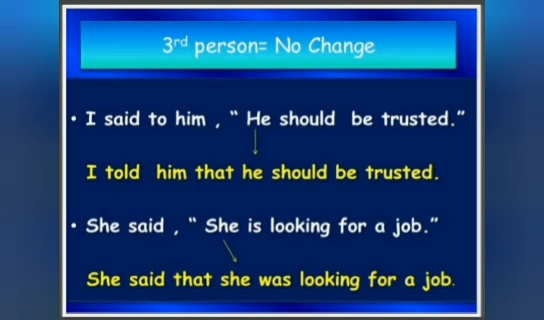 3rd person= No Change
• I said to him , “ He should be trusted.”
I told him that he should be trusted.
• She said , “ She is looking for a job.”
She said that she was looking for a job.